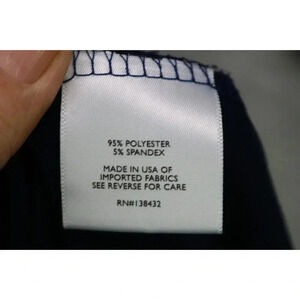 95% POLYESTER
5% SPANDEX
MADE IN USA OF
IMPORTED FABRICS
SEE REVERSE FOR CARE
RN#138432